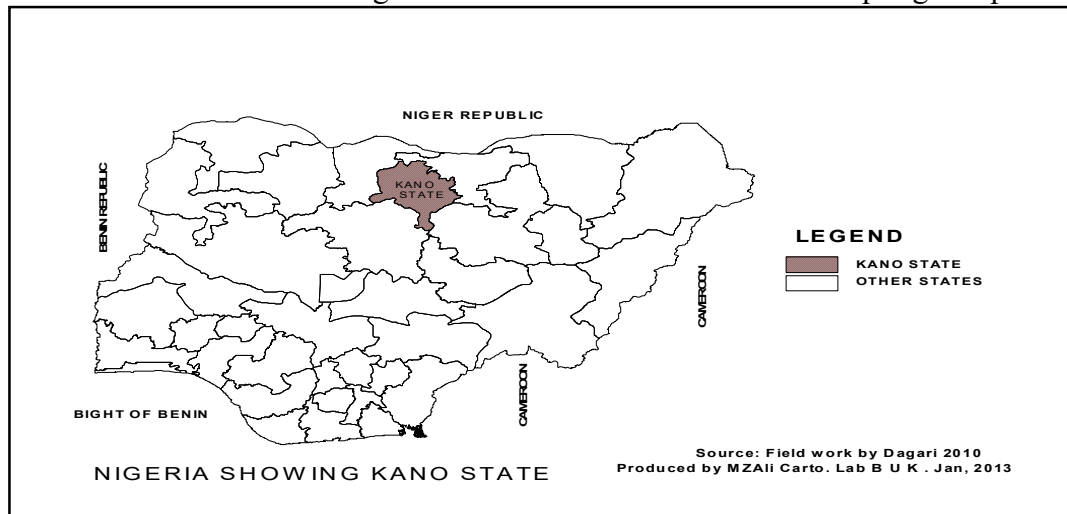 NIGER REPUBLIC
BENIN REPUBLIC
KANO
STATE
LEGEND
KANO STATE
OTHER STATES
CAMEROON
CAMEROON
BIGHT OF BENIN
NIGERIA SHOWING KANO STATE
Source: Field work by Dagari 2010
Produced by MZAli Carto. Lab B U K . Jan, 2013